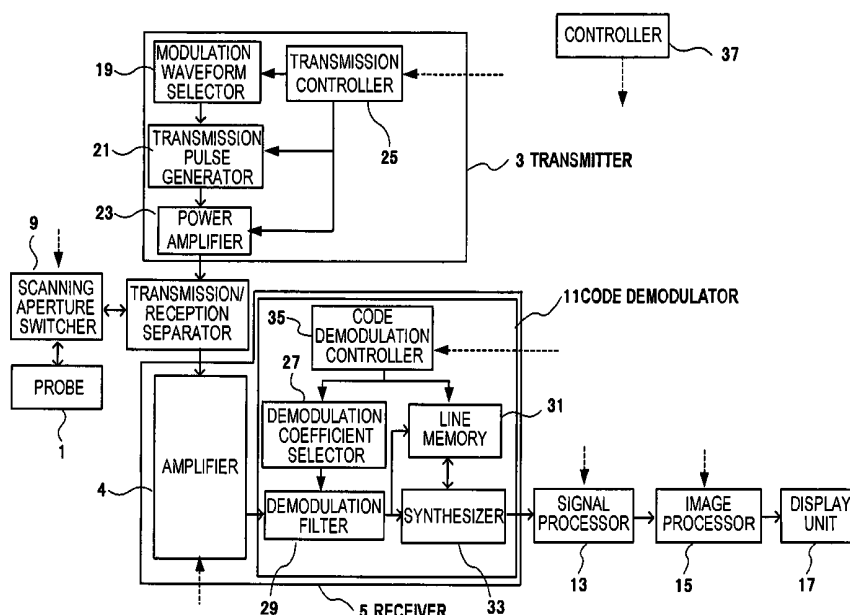 19
MODULATION
WAVEFORM
SELECTOR
TRANSMISSION
CONTROLLER
25
CONTROLLER
37
21
TRANSMISSION
PULSE
GENERATOR
3 TRANSMITTER
23
POWER
AMPLIFIER
9
SCANNING
APERTURE
SWITCHER
TRANSMISSION/
RECEPTION
SEPARATOR
PROBE
1
11CODE DEMODULATOR
35
CODE
DEMODULATION
CONTROLLER
27
DEMODULATION
COEFFICIENT
SELECTOR
LINE
MEMORY
31
4
AMPLIFIER
DEMODULATION
FILTER
29
SYNTHESIZER
33
SIGNAL
PROCESSOR
13
IMAGE
PROCESSOR
15
DISPLAY
UNIT
17
5 RECEIVER